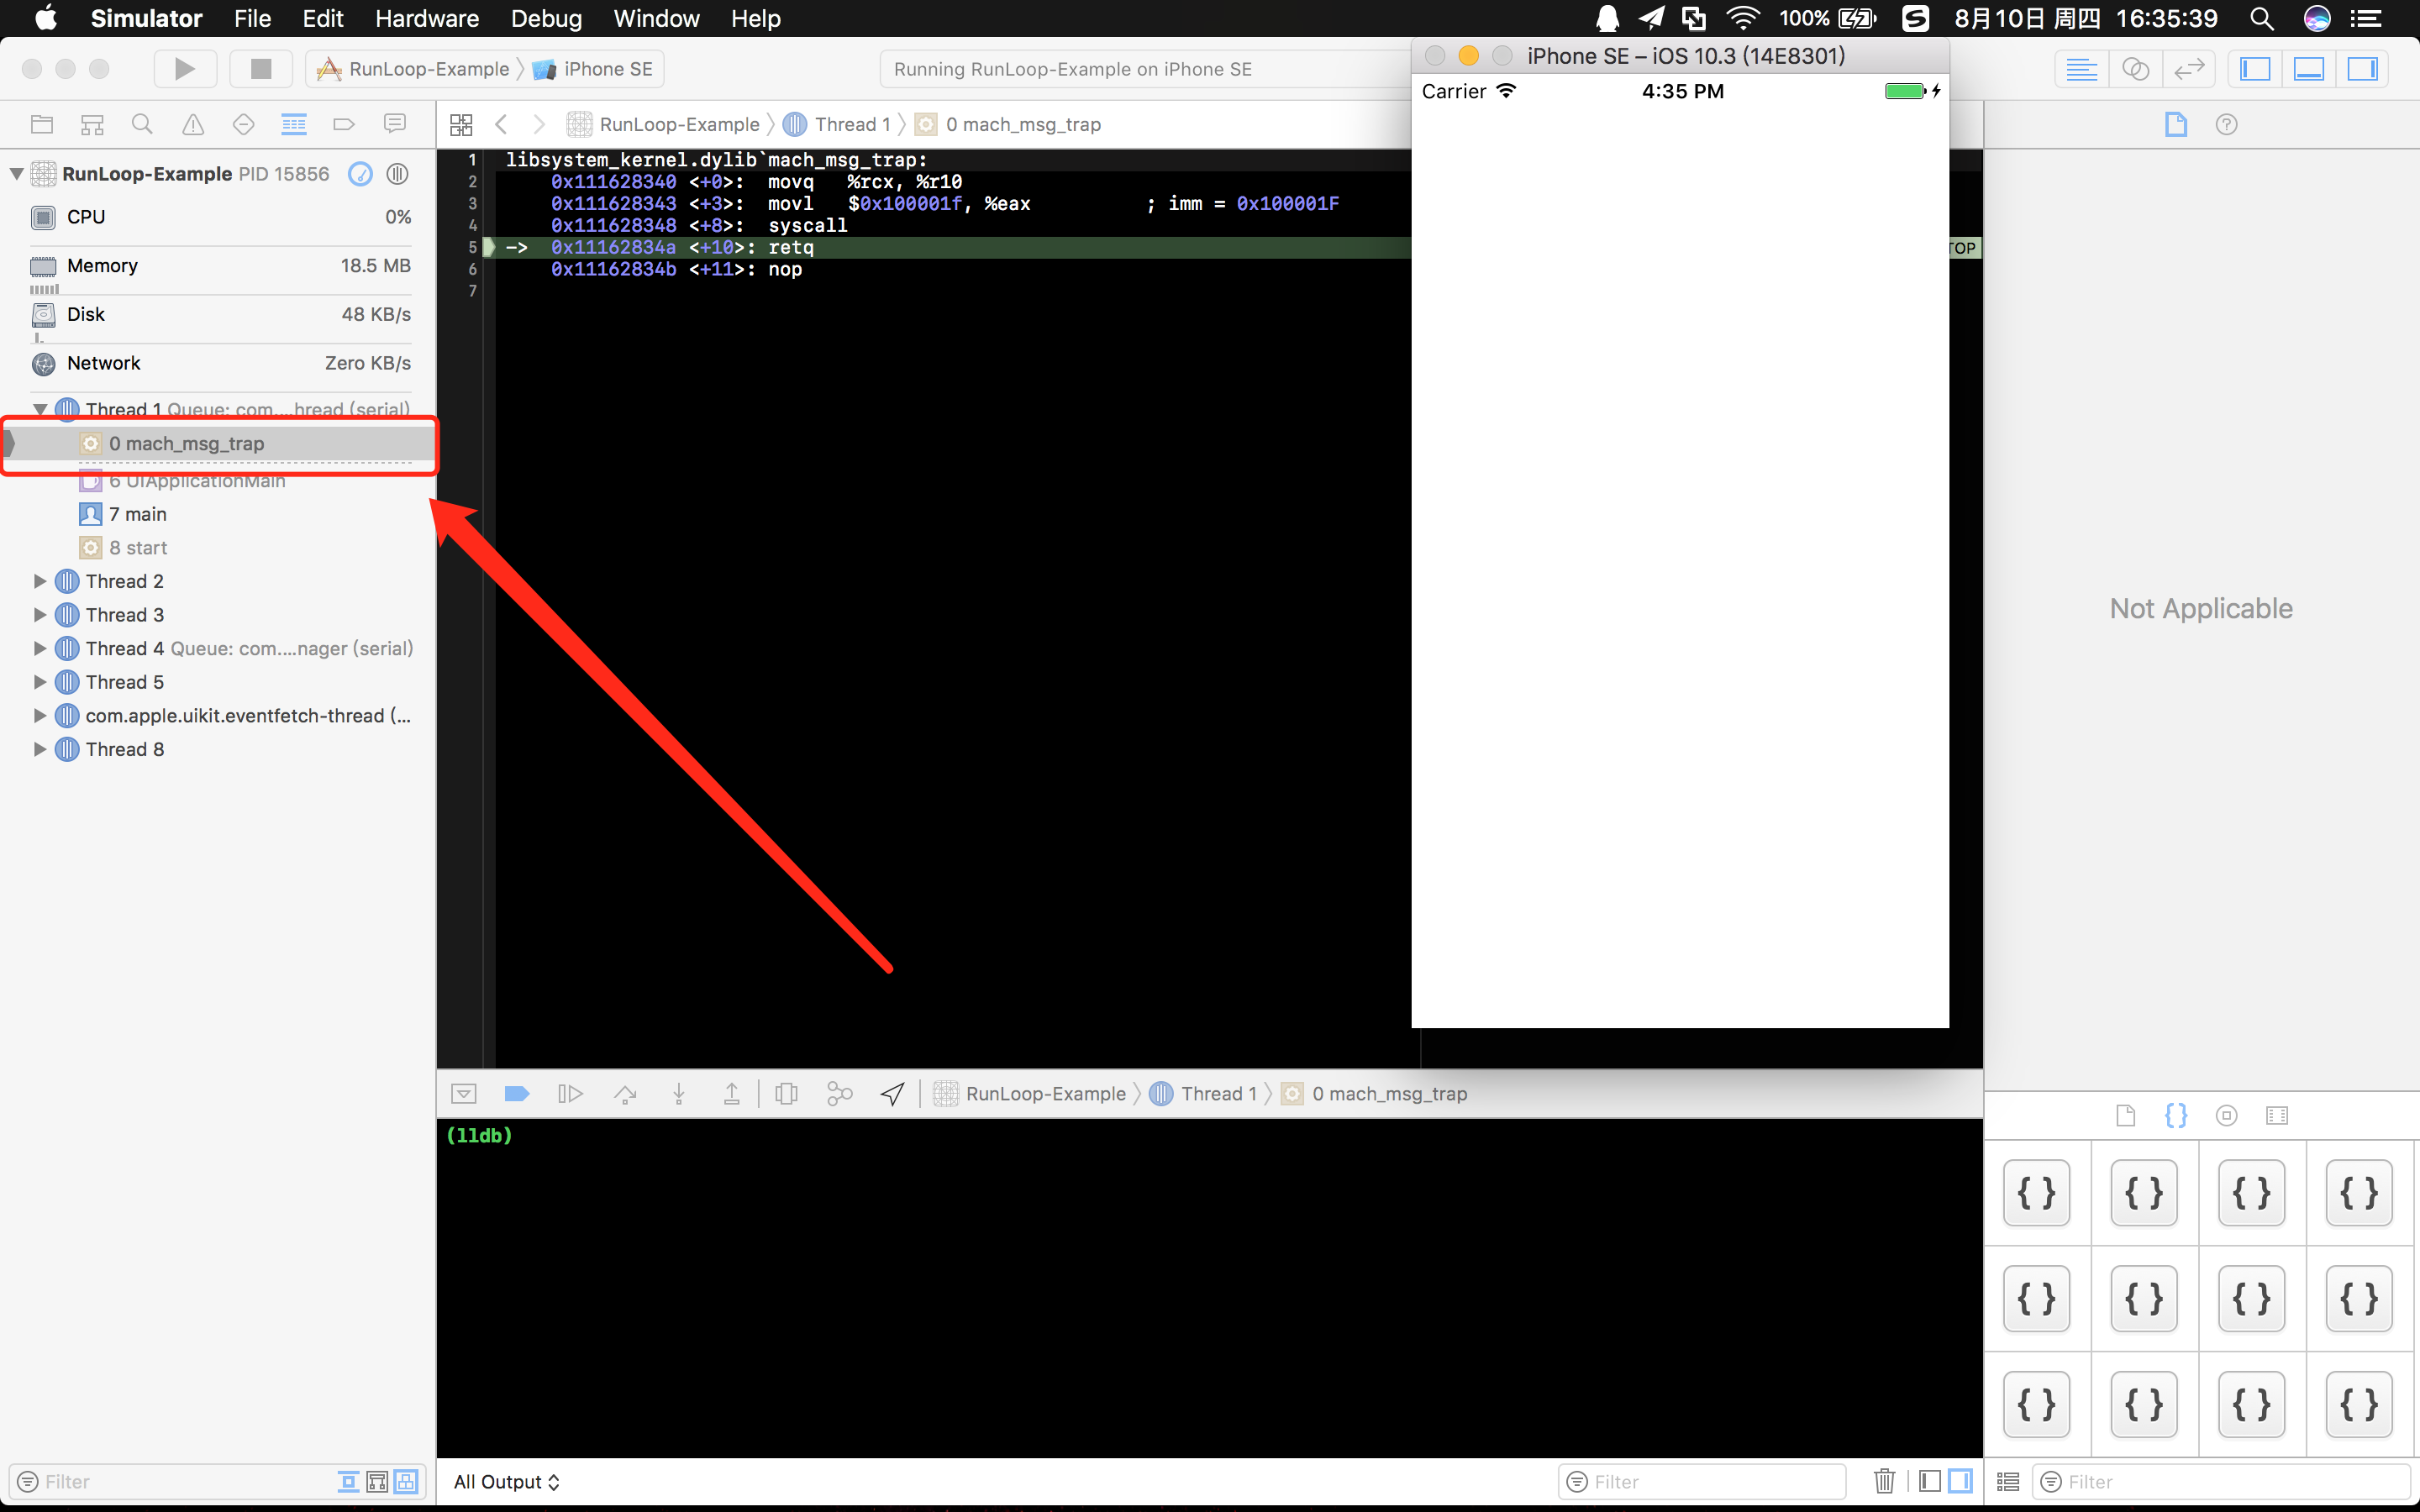 Simulator File Edit Hardware Debug Window Help 100% 8月10日 周四 16:35:39
RunLoop-Example iPhone SE
Running RunLoop-Example on iPhone SE
iPhone SE – iOS 10.3 (14E8301)
Carrier 4:35 PM
RunLoop-Example Thread 1 0 mach_msg_trap
RunLoop-Example PID 15856
CPU 0%
Memory 18.5 MB
Disk 48 KB/s
Network Zero KB/s
Thread 1 Queue: com....hread (serial)
0 mach_msg_trap
6 UIApplicationMain
7 main
8 start
Thread 2
Thread 3
Thread 4 Queue: com....nager (serial)
Thread 5
com.apple.uikit.eventfetch-thread (...
Thread 8
1 libsystem_kernel.dylib`mach_msg_trap:
2 0x111628340 <+0>: movq %rcx, %r10
3 0x111628343 <+3>: movl $0x100001f, %eax ; imm = 0x100001F
4 0x111628348 <+8>: syscall
5 -> 0x11162834a <+10>: retq
6 0x11162834b <+11>: nop
7
TOP
Not Applicable
RunLoop-Example Thread 1 0 mach_msg_trap
(lldb)
{ } { } { } { }
{ } { } { } { }
{ } { } { } { }
Filter
All Output
Filter
Filter